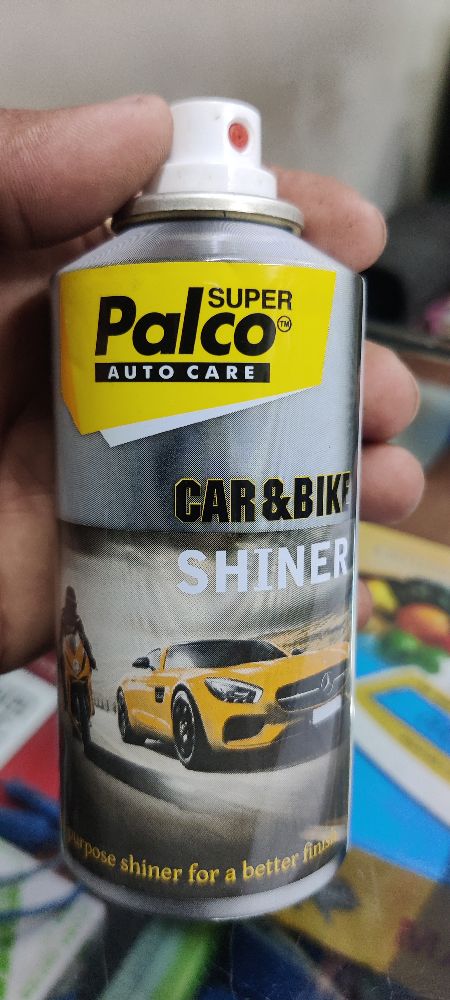 SUPER
Palco™
AUTO CARE
CAR&BIKE
SHINER
purpose shiner for a better finish